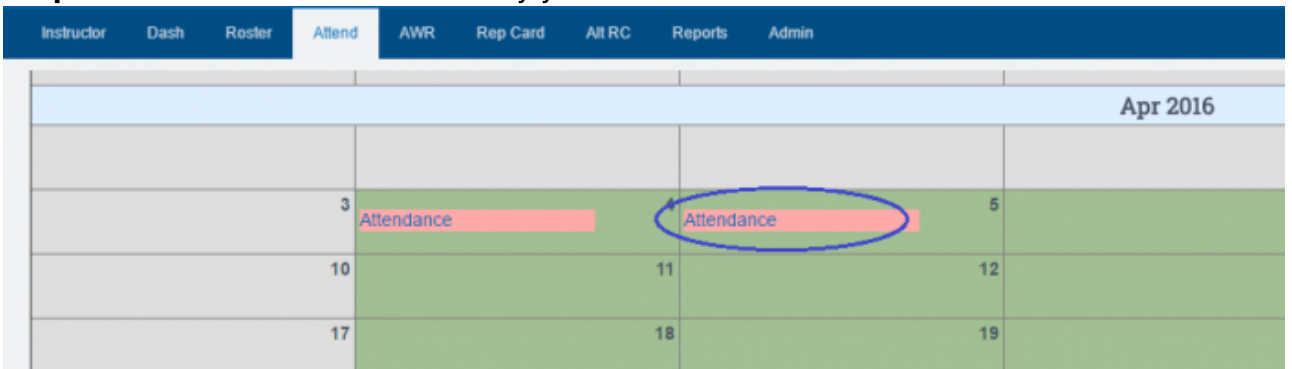 Instructor Dash Roster Attend AWR Rep Card Alt RC Reports Admin
Apr 2016
3 4 5
Attendance Attendance
10 11 12
17 18 19